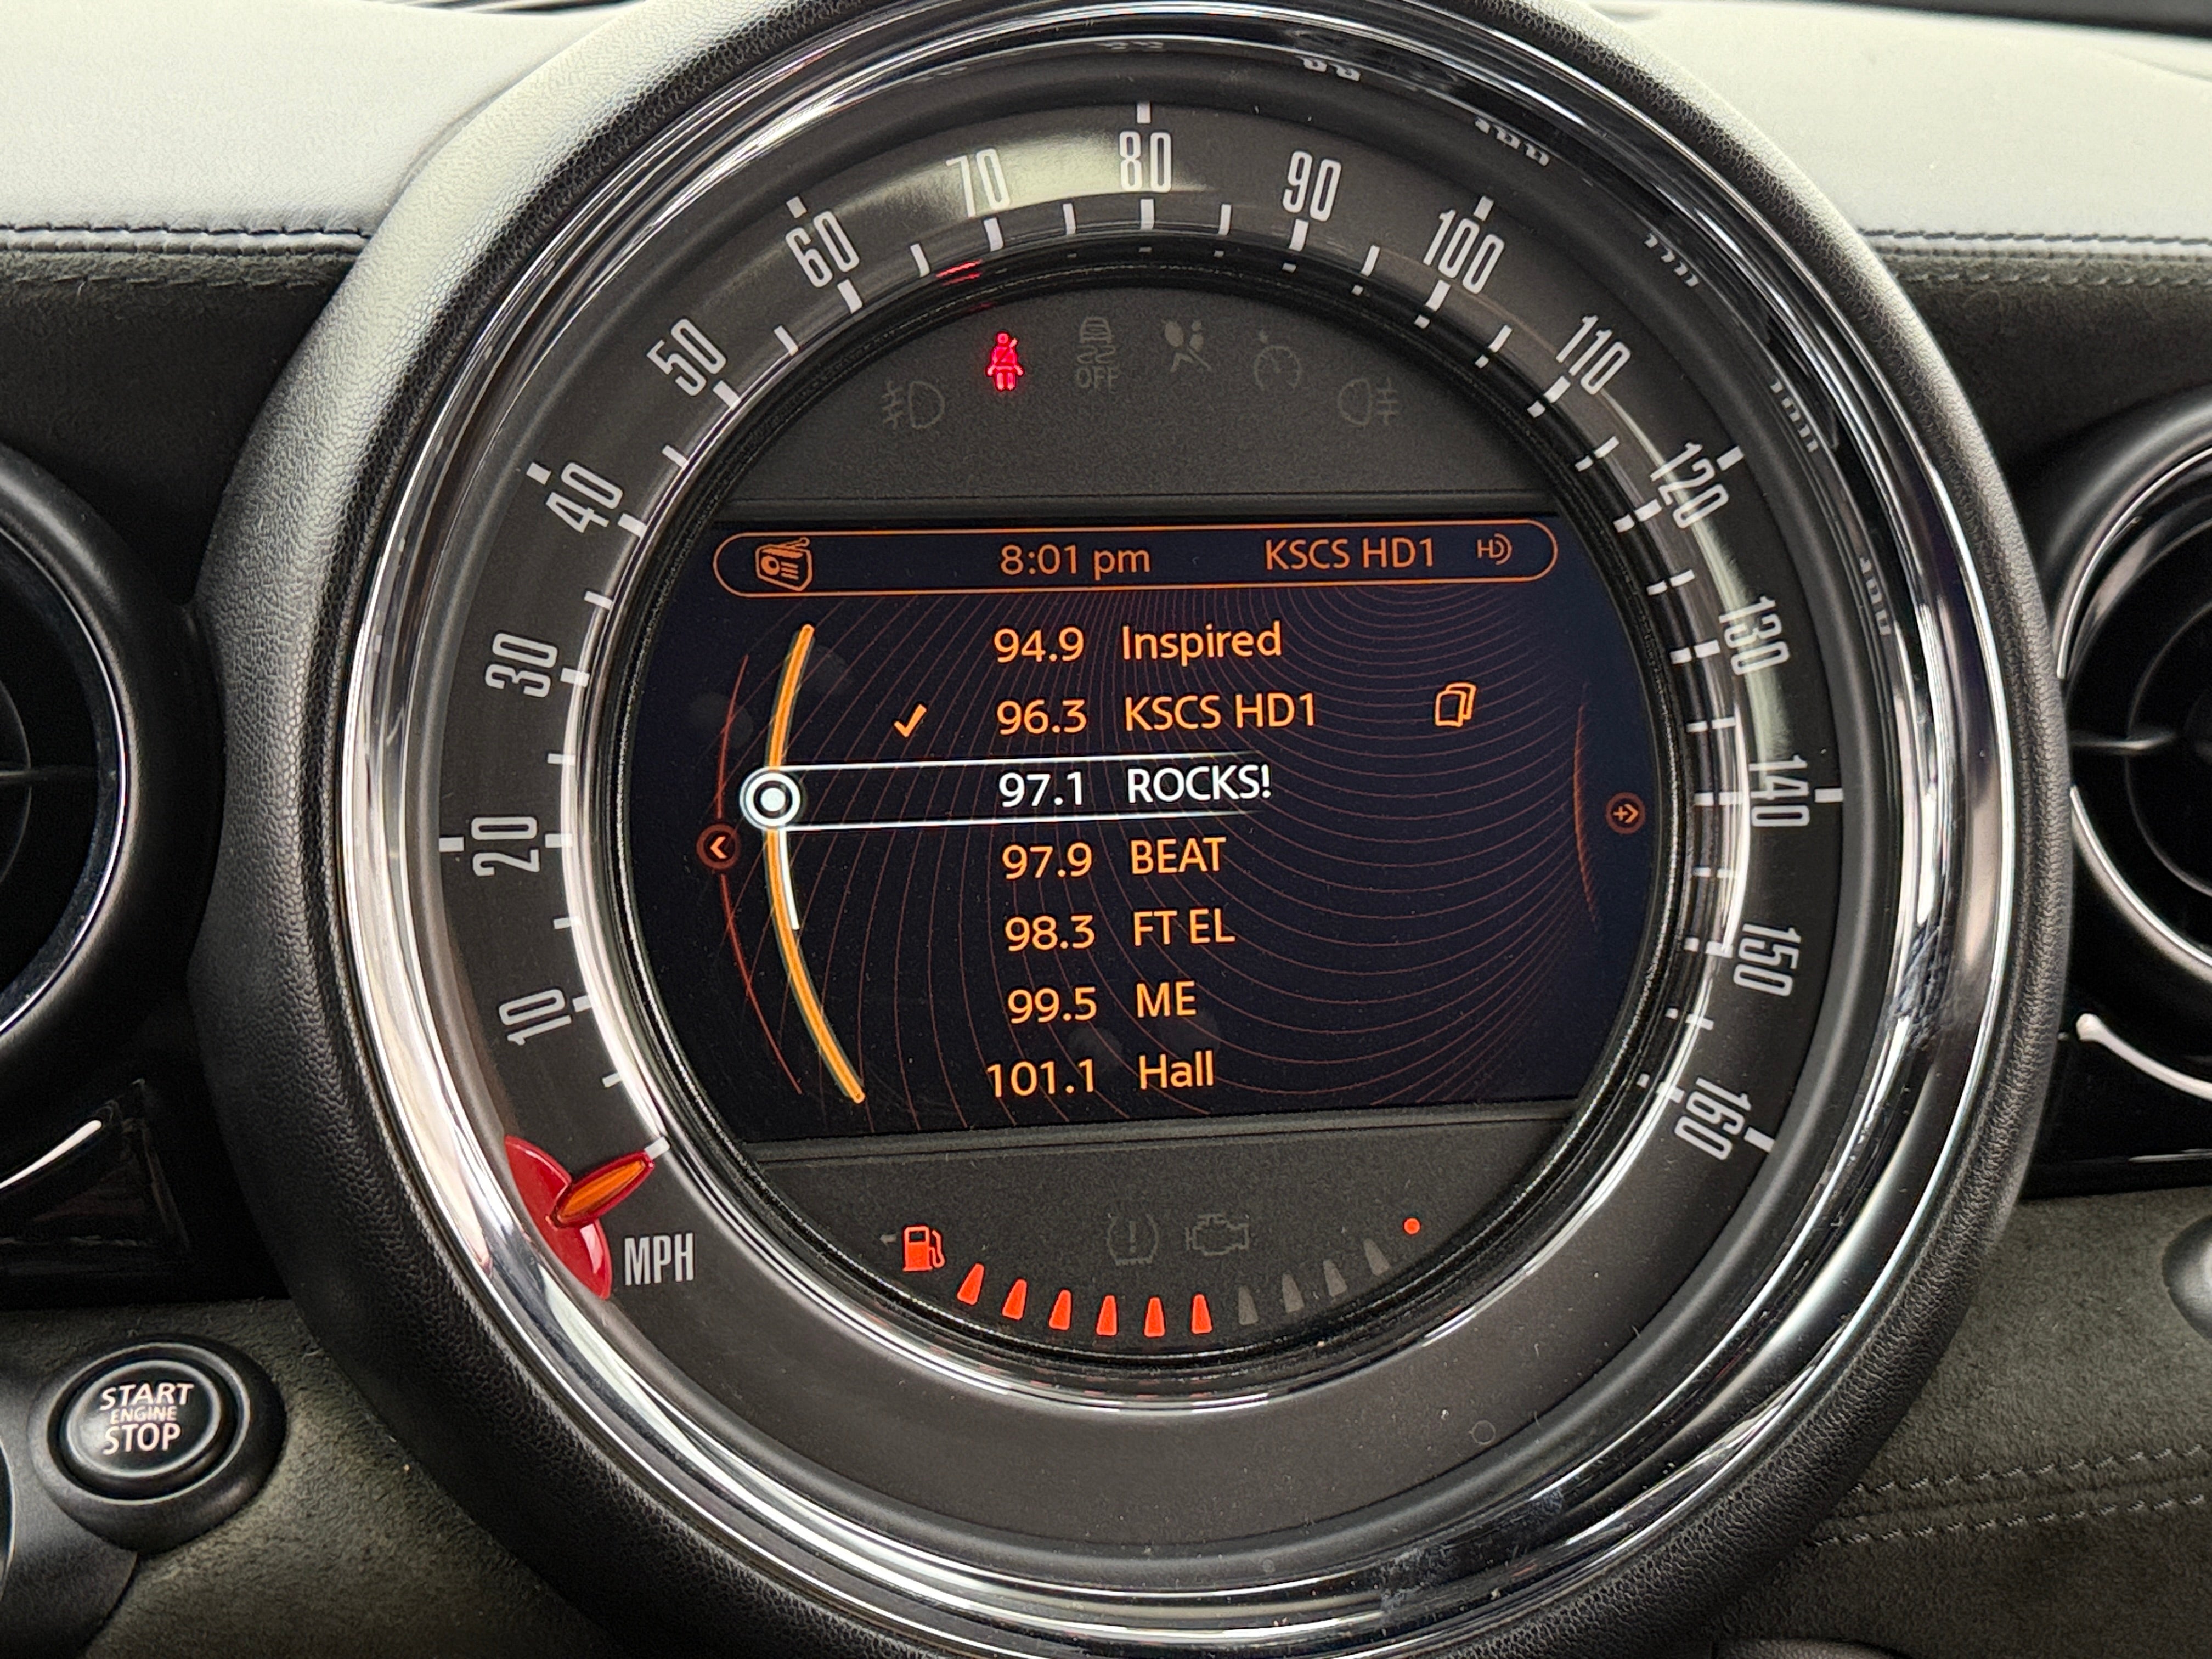 80
70
90
60
100
50
110
OFF
40
120
8:01 pm KSCS HD1 HD
94.9 Inspired
30
130
96.3 KSCS HD1
97.1 ROCKS!
20
140
97.9 BEAT
98.3 FT EL
150
10
99.5 ME
101.1 Hall
160
MPH
START
ENGINE
STOP